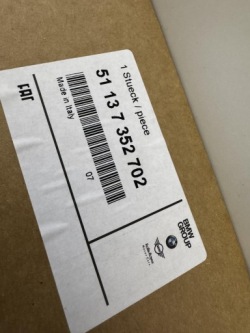 1 Stueck / piece
51 13 7 352 702
Made in Italy
07
BMW
GROUP